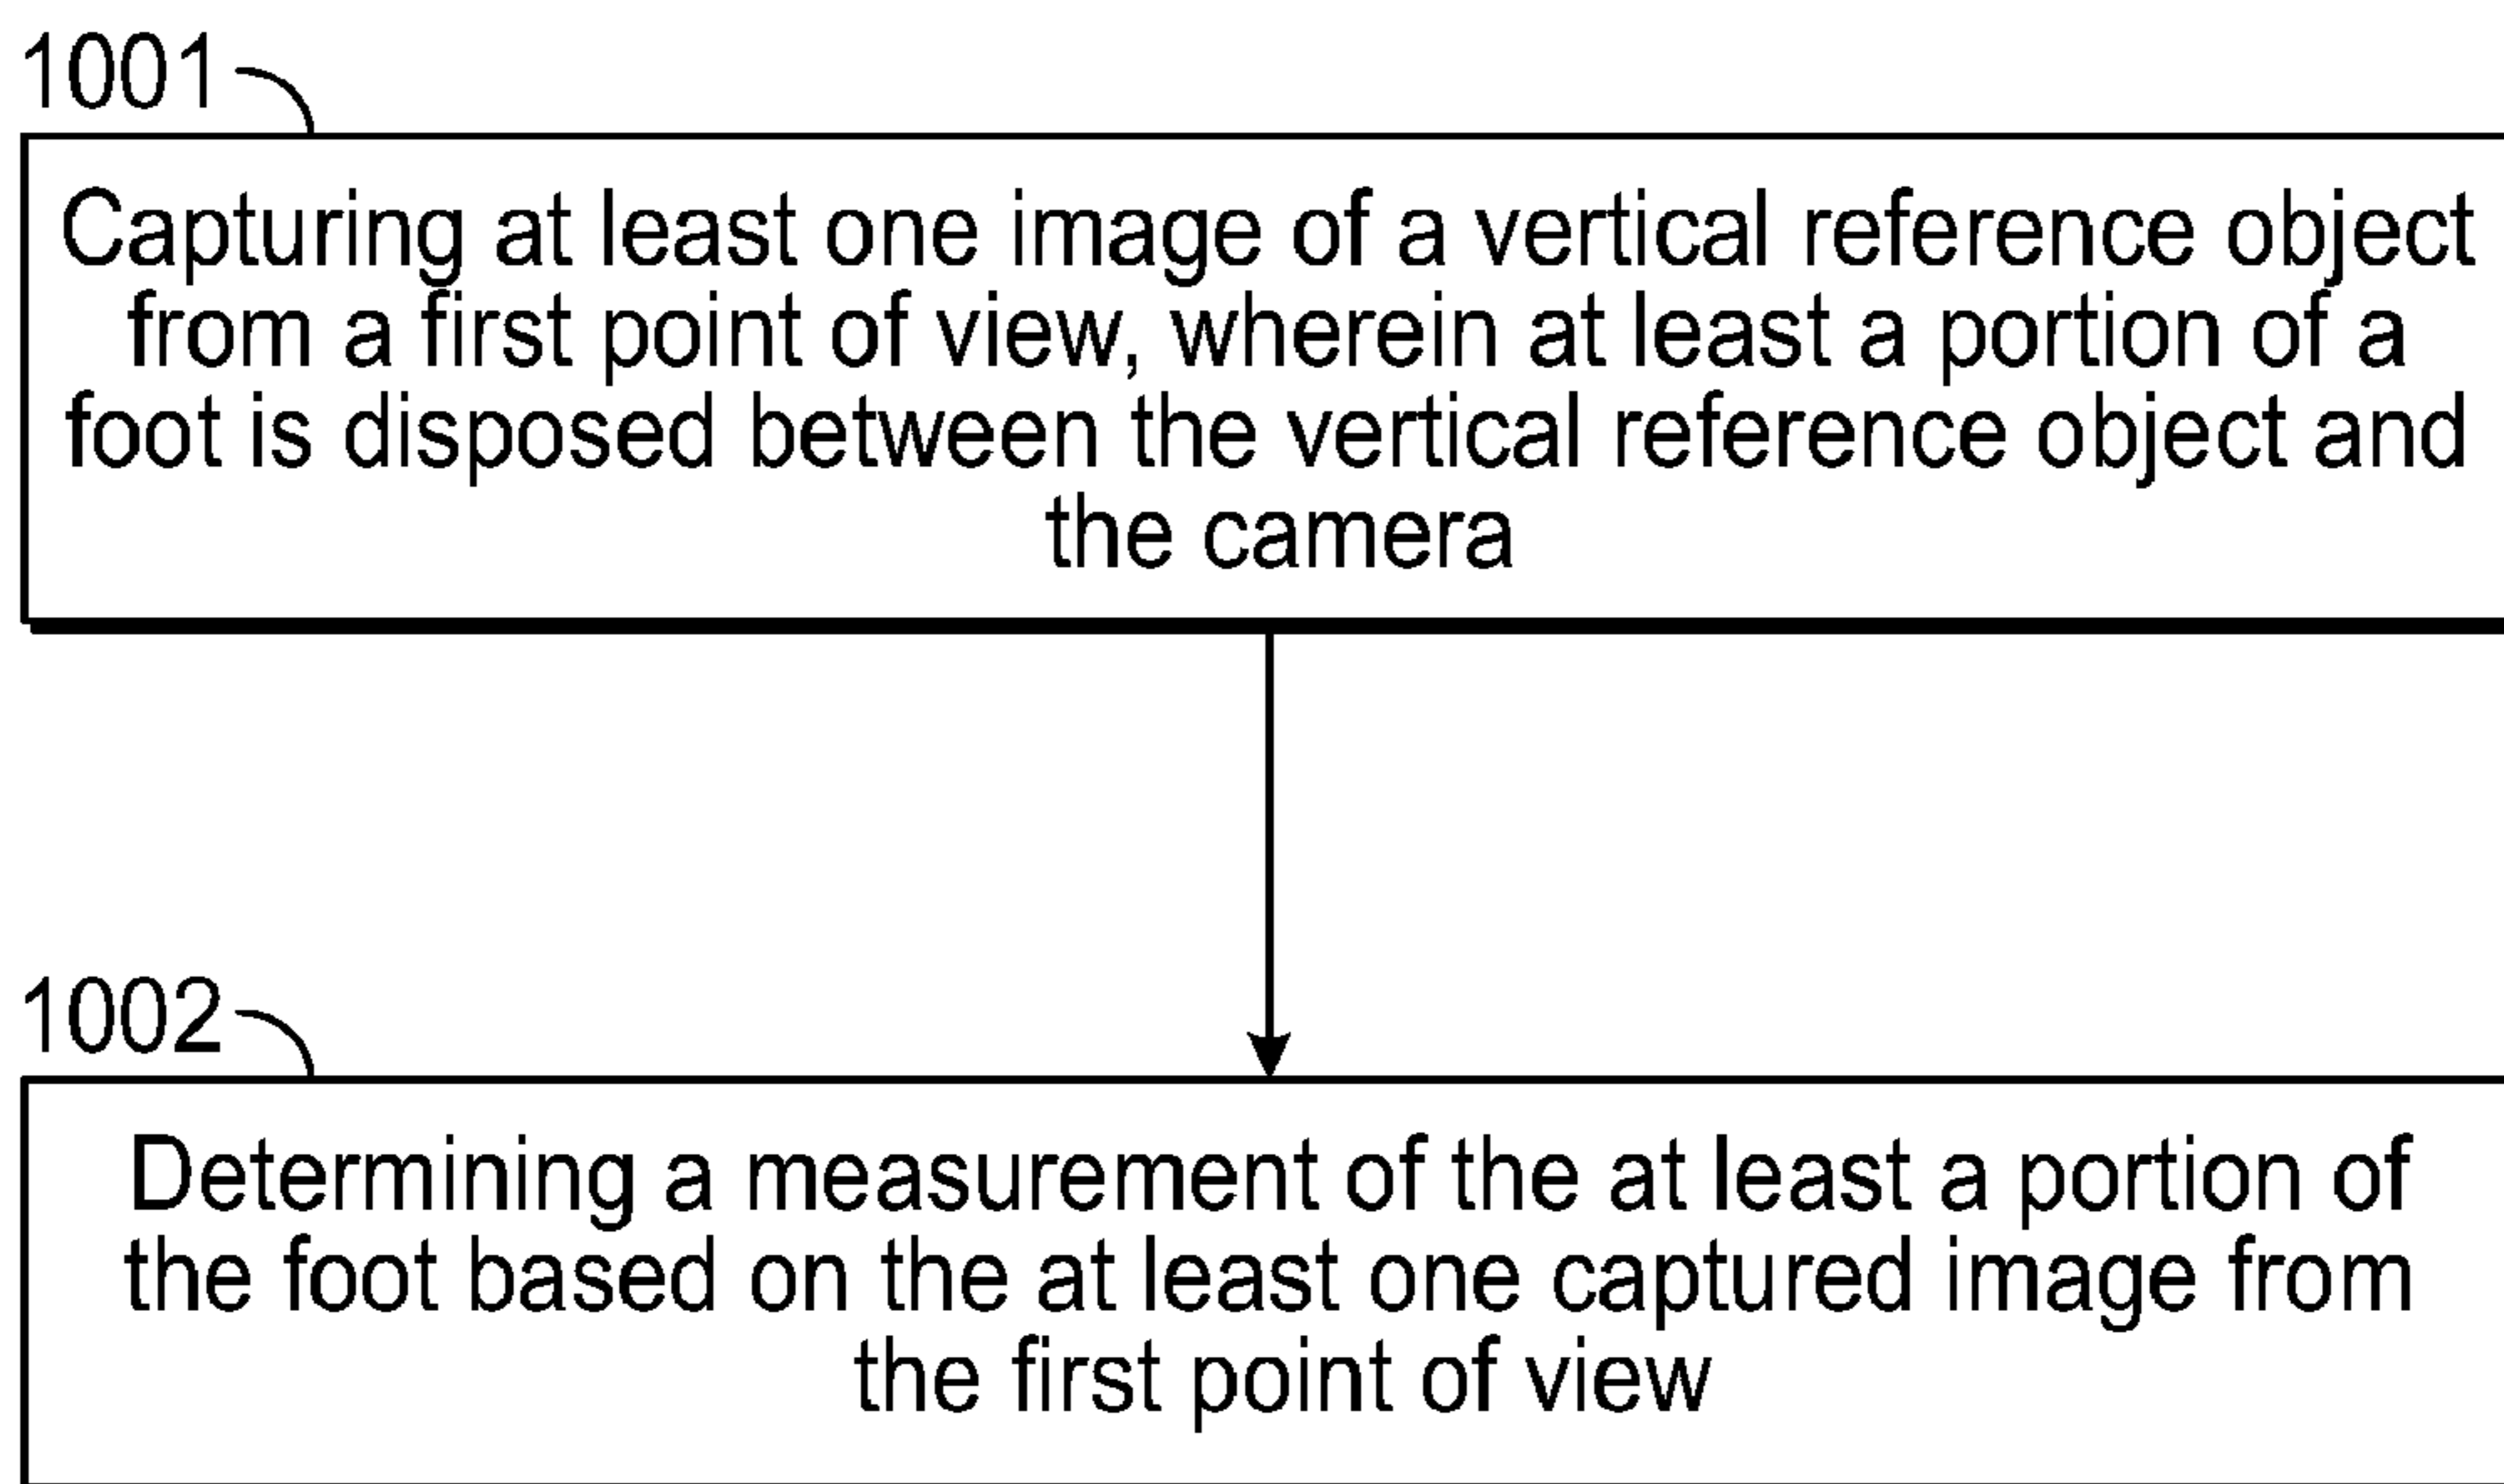 1001
Capturing at least one image of a vertical reference object
from a first point of view, wherein at least a portion of a
foot is disposed between the vertical reference object and
the camera
1002
Determining a measurement of the at least a portion of
the foot based on the at least one captured image from
the first point of view